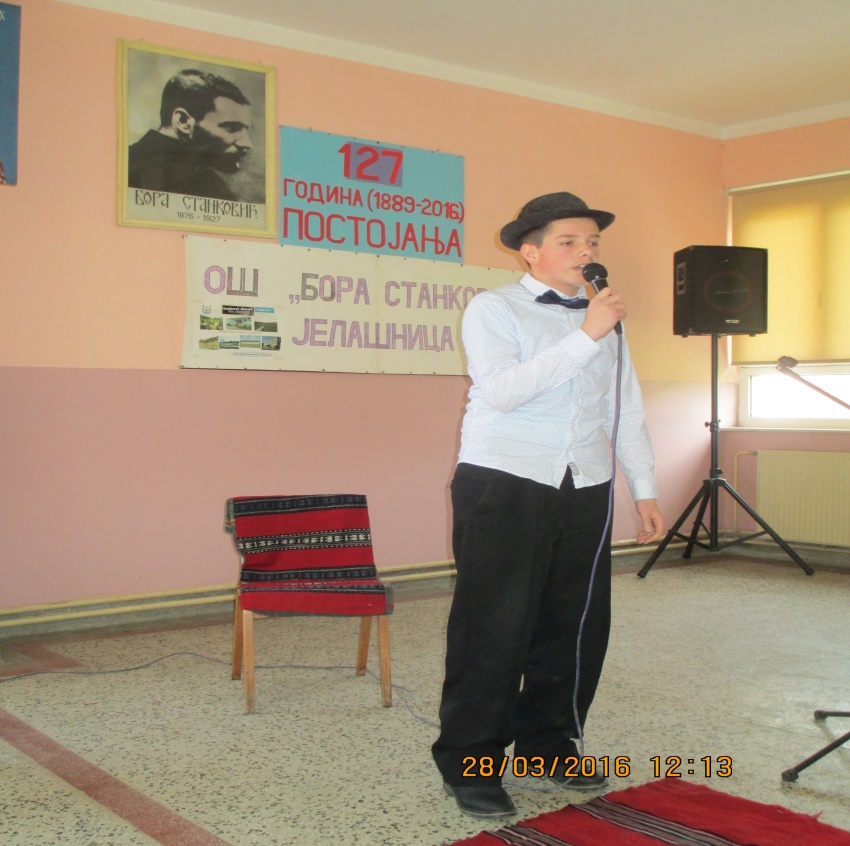 БОРА СТАНКОВИЋ
1876 - 1927
127
ГОДИНА (1889-2016)
ПОСТОЈАЊА
ОШ „БОРА СТАНКОВ
ЈЕЛАШНИЦА
28/03/2016 12:13